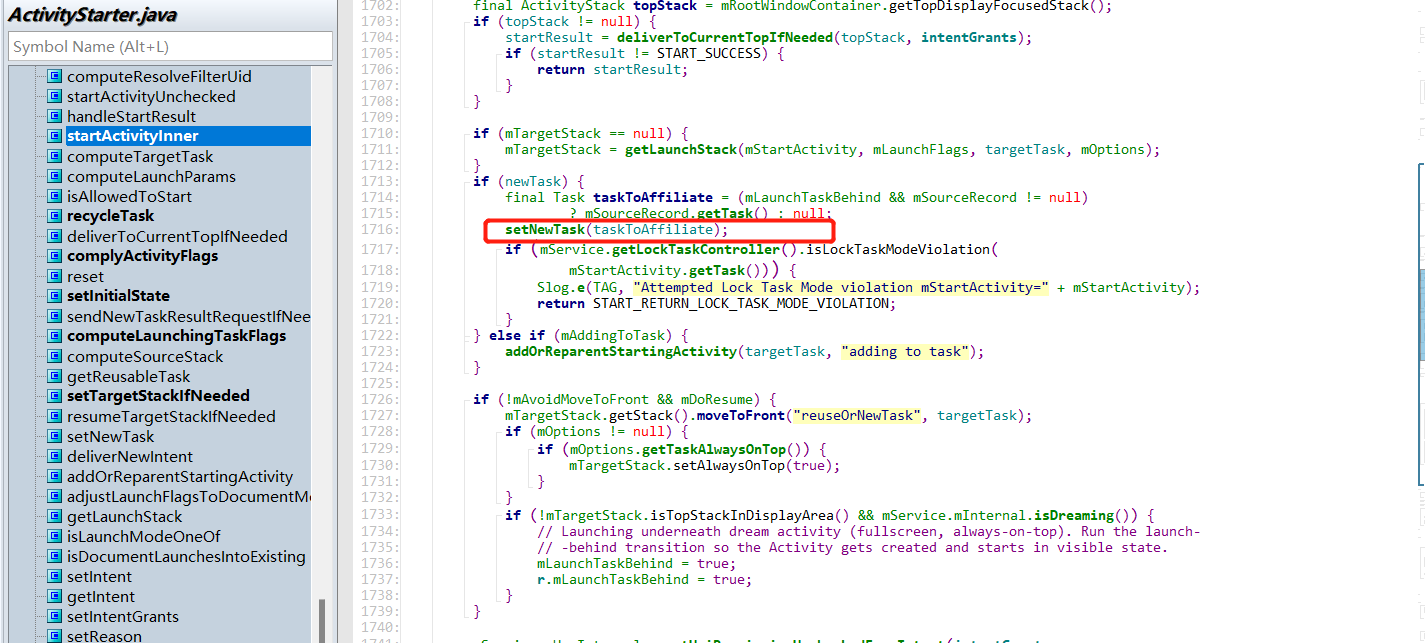 ActivityStarter.java
Symbol Name (Alt+L)
computeResolveFilterUid
startActivityUnchecked
handleStartResult
startActivityInner
computeTargetTask
computeLaunchParams
isAllowedToStart
recycleTask
deliverToCurrentTopIfNeeded
complyActivityFlags
reset
setInitialState
sendNewTaskResultRequestIfNee
computeLaunchingTaskFlags
computeSourceStack
getReusableTask
setTargetStackIfNeeded
resumeTargetStackIfNeeded
setNewTask
deliverNewIntent
addOrReparentStartingActivity
adjustLaunchFlagsToDocumentM
getLaunchStack
isLaunchModeOneOf
isDocumentLaunchesIntoExisting
setIntent
getIntent
setIntentGrants
setReason
1702: final ActivityStack topStack = mRootWindowContainer.getTopDisplayFocusedStack();
1703: if (topStack != null) {
1704: startResult = deliverToCurrentTopIfNeeded(topStack, intentGrants);
1705: if (startResult != START_SUCCESS) {
1706: return startResult;
1707: }
1708: }
1709:
1710: if (mTargetStack == null) {
1711: mTargetStack = getLaunchStack(mStartActivity, mLaunchFlags, targetTask, mOptions);
1712: }
1713: if (newTask) {
1714: final Task taskToAffiliate = (mLaunchTaskBehind && mSourceRecord != null)
1715: ? mSourceRecord.getTask() : null;
1716: setNewTask(taskToAffiliate);
1717: if (mService.getLockTaskController().isLockTaskModeViolation(
1718: mStartActivity.getTask())) {
1719: Slog.e(TAG, "Attempted Lock Task Mode violation mStartActivity=" + mStartActivity);
1720: return START_RETURN_LOCK_TASK_MODE_VIOLATION;
1721: }
1722: } else if (mAddingToTask) {
1723: addOrReparentStartingActivity(targetTask, "adding to task");
1724: }
1725:
1726: if (!mAvoidMoveToFront && mDoResume) {
1727: mTargetStack.getStack().moveToFront("reuseOrNewTask", targetTask);
1728: if (mOptions != null) {
1729: if (mOptions.getTaskAlwaysOnTop()) {
1730: mTargetStack.setAlwaysOnTop(true);
1731: }
1732: }
1733: if (!mTargetStack.isTopStackInDisplayArea() && mService.mInternal.isDreaming()) {
1734: // Launching underneath dream activity (fullscreen, always-on-top). Run the launch-
1735: // -behind transition so the Activity gets created and starts in visible state.
1736: mLaunchTaskBehind = true;
1737: r.mLaunchTaskBehind = true;
1738: }
1739: }
1740: